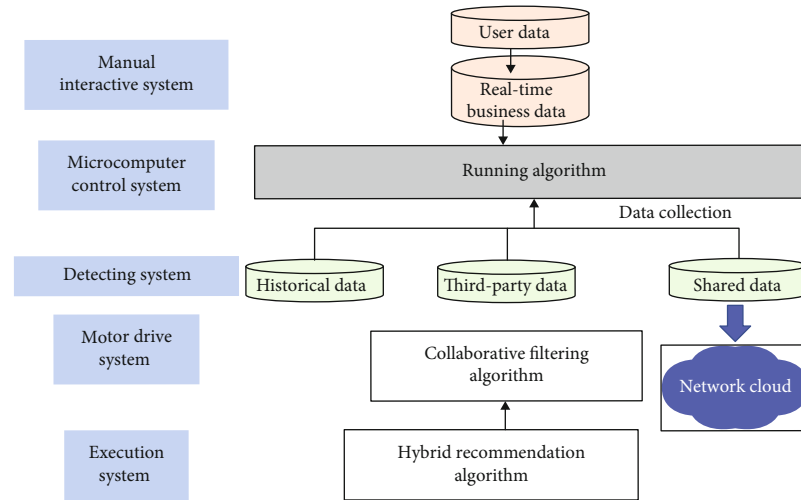 User data
Manual
interactive system
Real-time
business data
Microcomputer
control system
Running algorithm
Data collection
Detecting system
Historical data
Third-party data
Shared data
Motor drive
system
Collaborative filtering
algorithm
Network cloud
Execution
system
Hybrid recommendation
algorithm